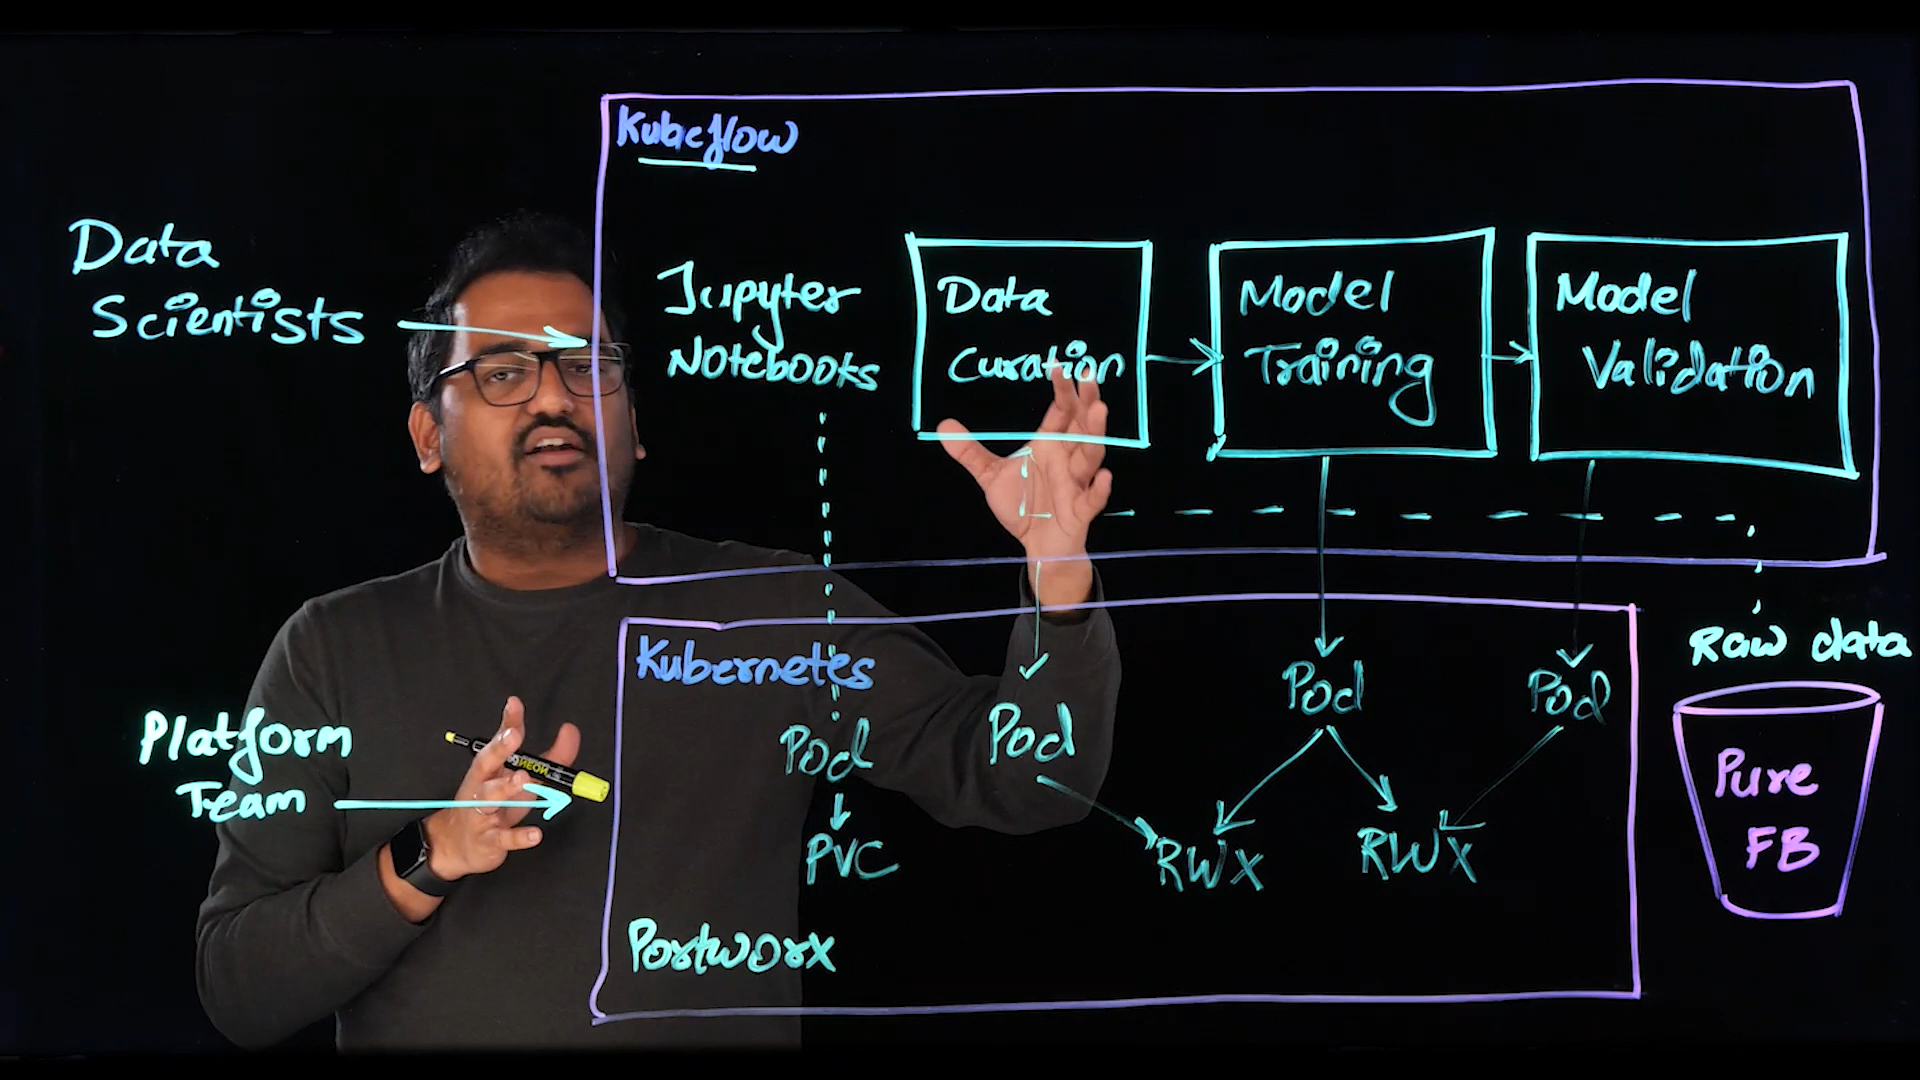 Kubeflow
Data
Scientists
Jupyter
Notebooks
Data
Curation
Model
Training
Model
Validation
Kubernetes
Platform
Team
Pod
Pod
Pod
Pod
PVC
RWX
RWX
Portworx
Raw data
Pure
FB
NEON